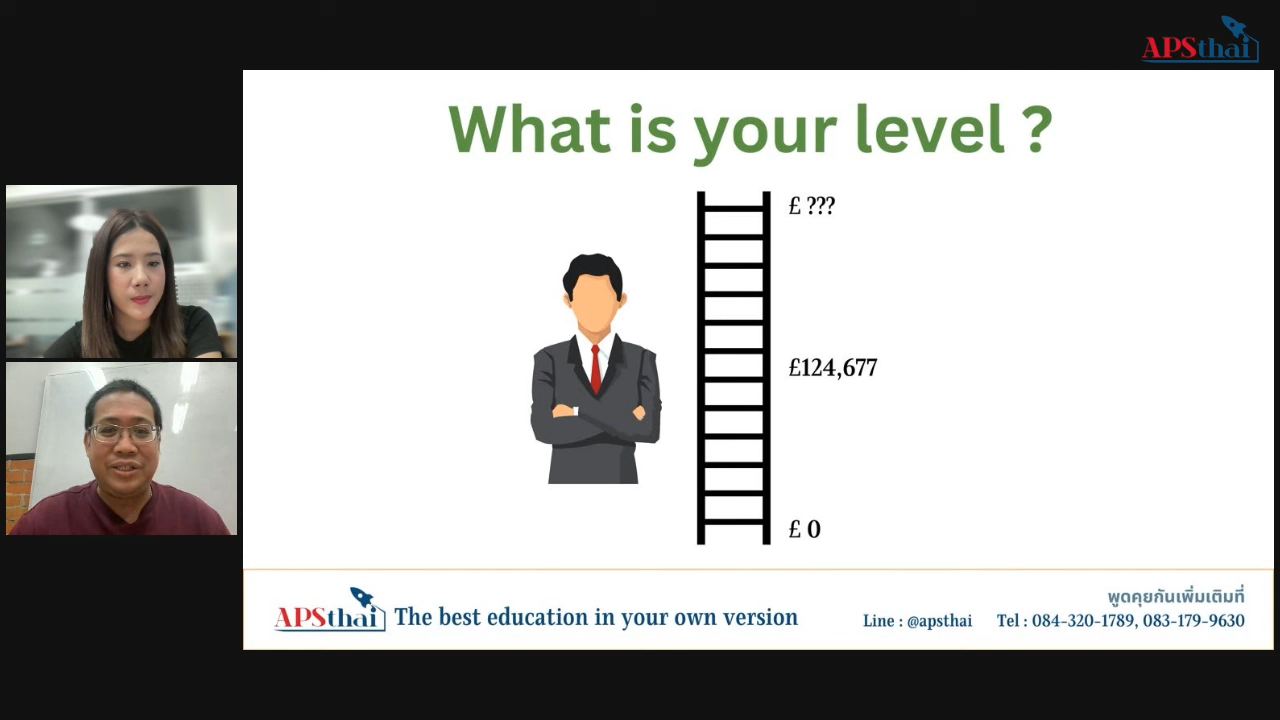 APSthai
What is your level ?
£ ???
£124,677
£ 0
พูดคุยกันเพิ่มเติมที่
APSthai The best education in your own version
Line : @apsthai Tel : 084-320-1789, 083-179-9630